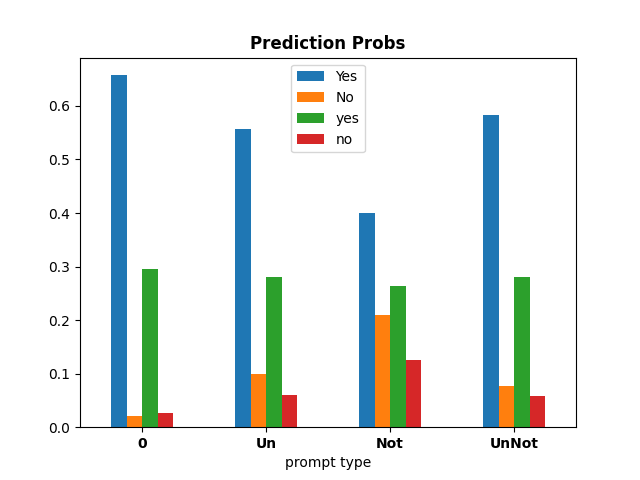 Prediction Probs
Yes
No
yes
no
0.6
0.5
0.4
0.3
0.2
0.1
0.0
0 Un Not UnNot
prompt type